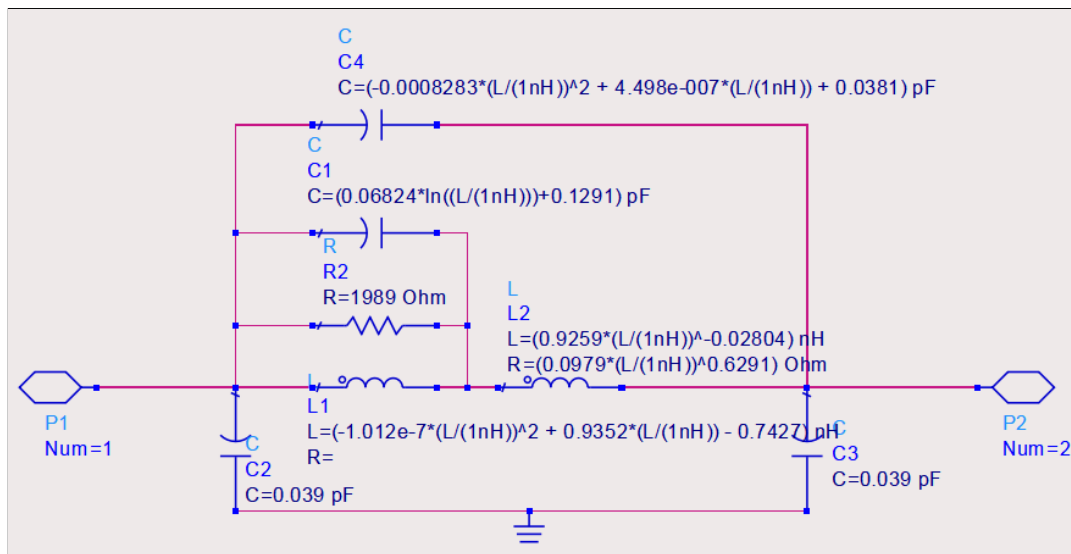 C
C4
C=(-0.0008283*(L/(1nH))^2 + 4.498e-007*(L/(1nH)) + 0.0381) pF
C
C1
C=(0.06824*ln((L/(1nH)))+0.1291) pF
R
R2
R=1989 Ohm
L
L2
L=(0.9259*(L/(1nH))^-0.02804) nH
R=(0.0979*(L/(1nH))^0.6291) Ohm
L
L1
L=(-1.012e-7*(L/(1nH))^2 + 0.9352*(L/(1nH)) - 0.7427) nH
R=
P1
Num=1
C
C2
C=0.039 pF
C
C3
C=0.039 pF
P2
Num=2